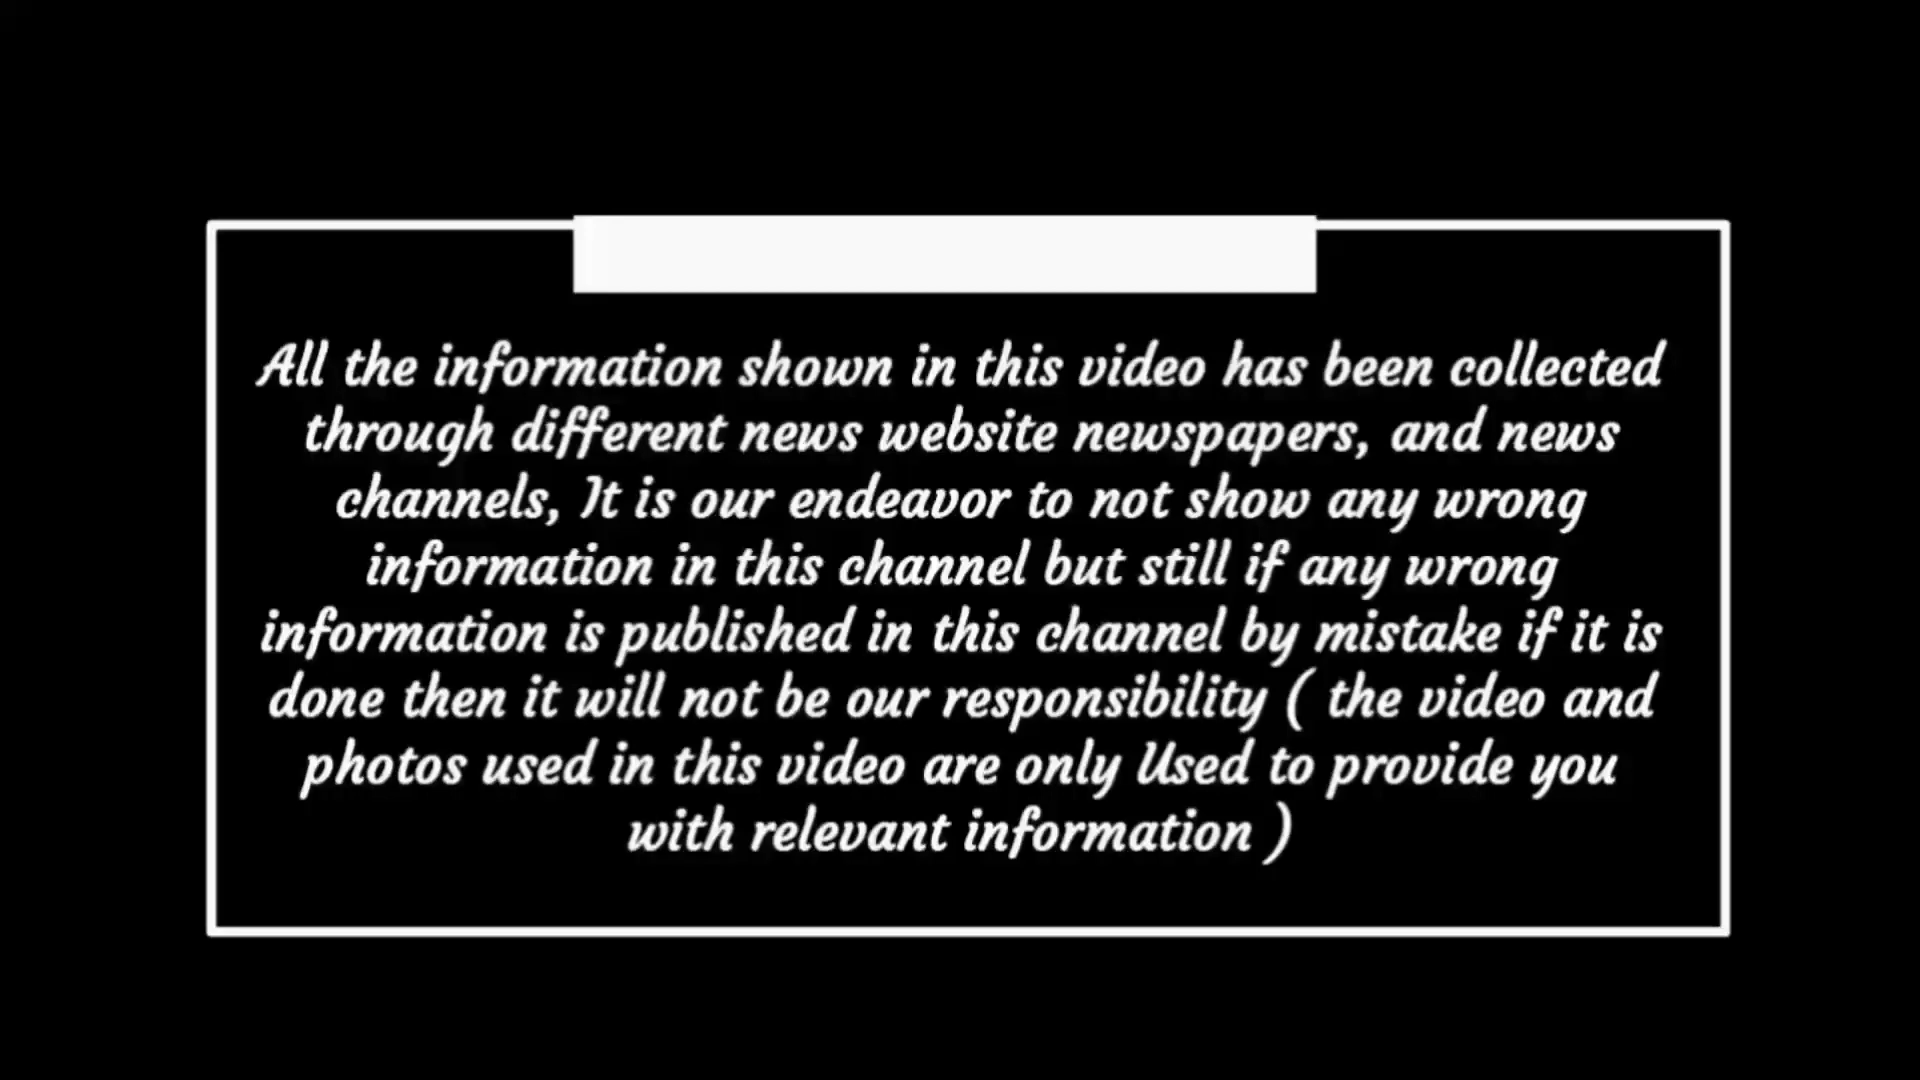 All the information shown in this video has been collected
through different news website newspapers, and news
channels, It is our endeavor to not show any wrong
information in this channel but still if any wrong
information is published in this channel by mistake if it is
done then it will not be our responsibility ( the video and
photos used in this video are only Used to provide you
with relevant information )